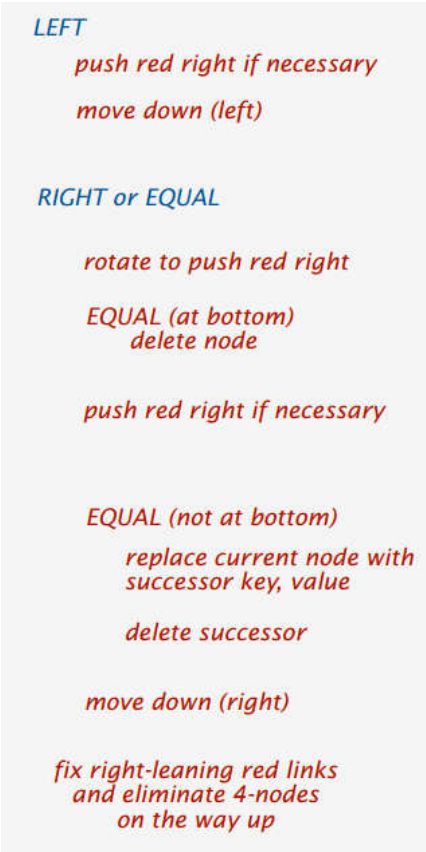 LEFT
push red right if necessary
move down (left)
RIGHT or EQUAL
rotate to push red right
EQUAL (at bottom)
delete node
push red right if necessary
EQUAL (not at bottom)
replace current node with
successor key, value
delete successor
move down (right)
fix right-leaning red links
and eliminate 4-nodes
on the way up